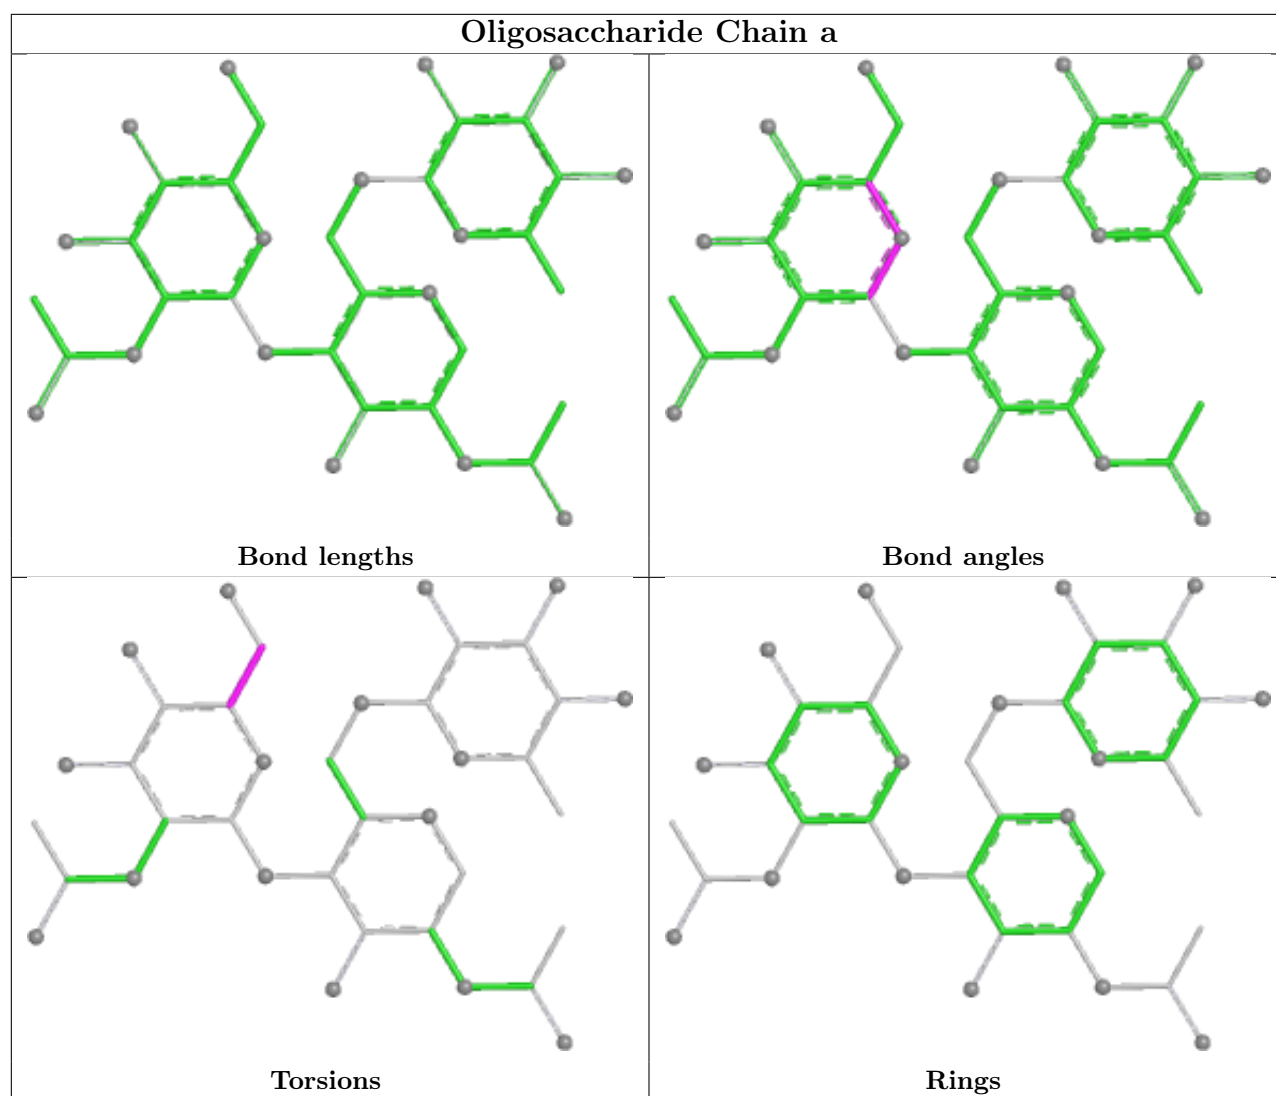 Oligosaccharide Chain a
Bond lengths
Bond angles
Torsions
Rings